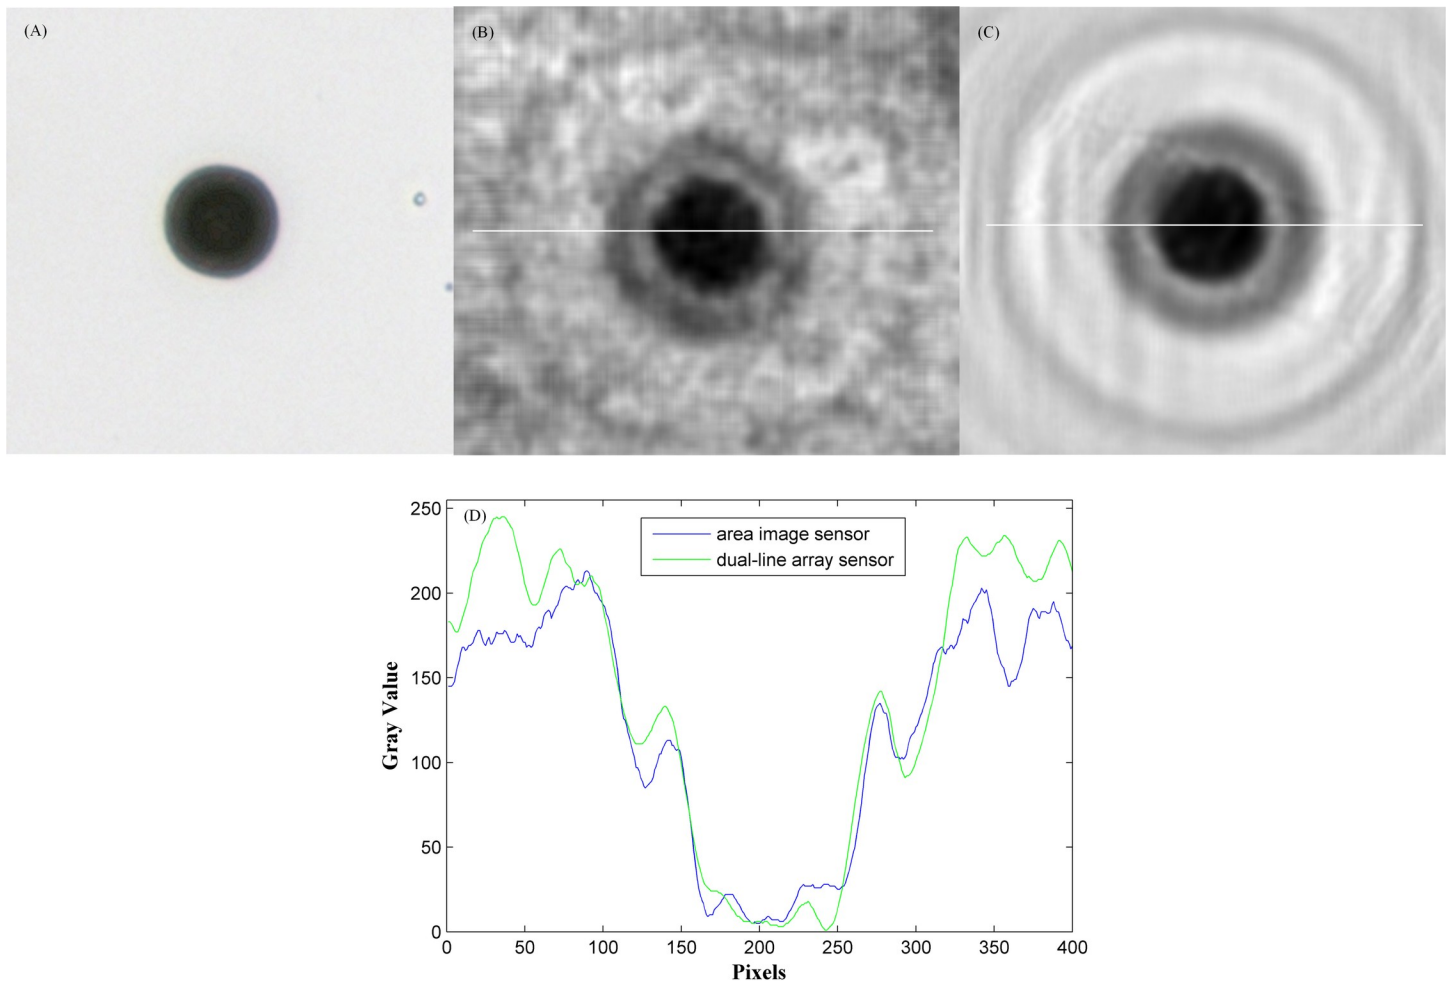 (A)
(B)
(C)
(D)
area image sensor
dual-line array sensor
250
200
150
100
50
0
Gray Value
0 50 100 150 200 250 300 350 400
Pixels